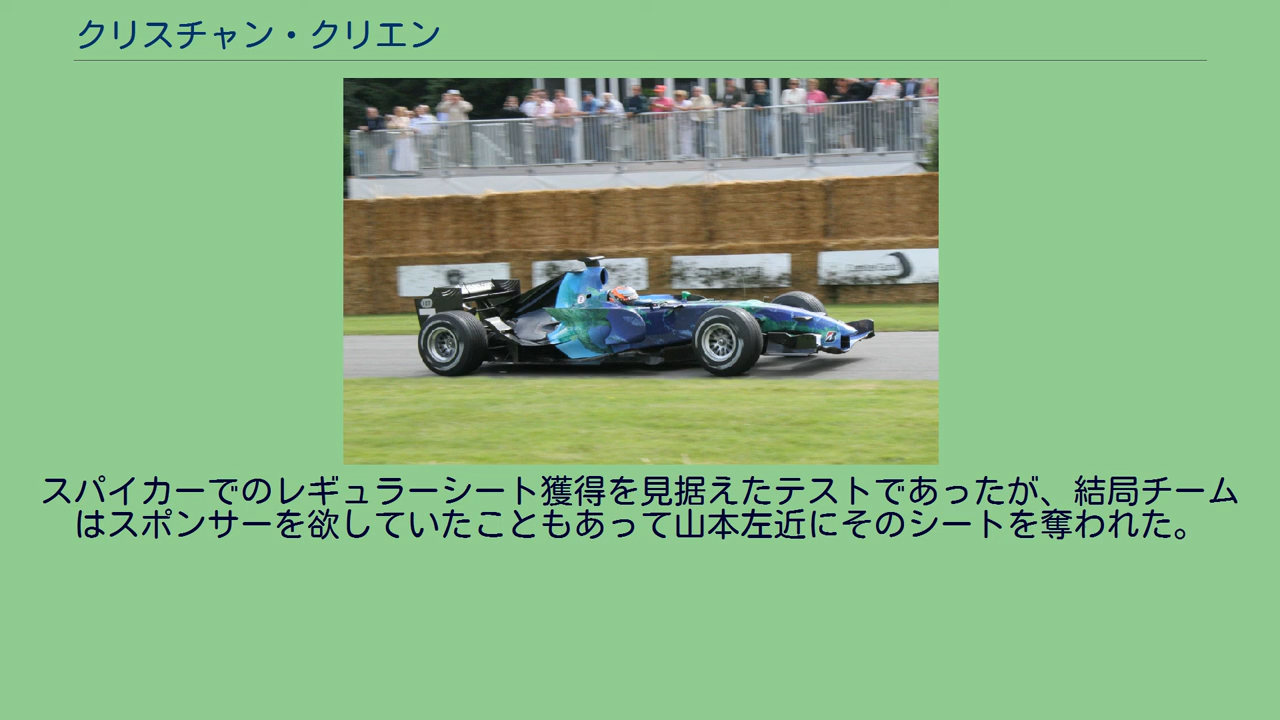 クリスチャン・クリエン
スパイカーでのレギュラーシート獲得を見据えたテストであったが、結局チーム
はスポンサーを欲していたこともあって山本左近にそのシートを奪われた。